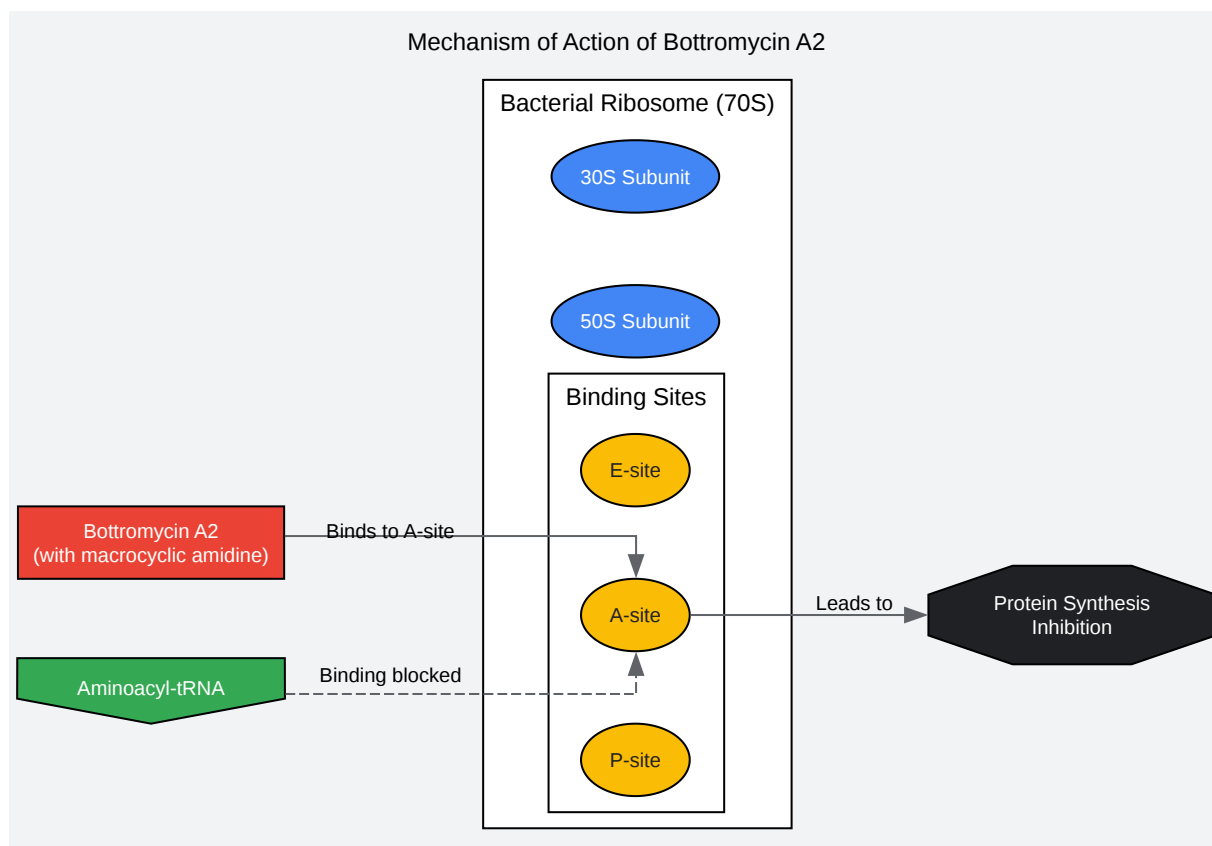 Mechanism of Action of Bottromycin A2
Bacterial Ribosome (70S)
30S Subunit
50S Subunit
Binding Sites
E-site
Bottromycin A2
(with macrocyclic amidine)
Binds to A-site
A-site
Leads to
Protein Synthesis
Inhibition
Aminoacyl-tRNA
Binding blocked
P-site